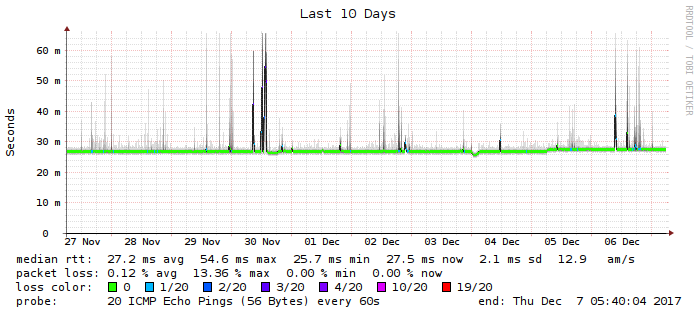 Last 10 Days
RRDTOOL / TOBI OETIKER
Seconds
60 m
50 m
40 m
30 m
20 m
10 m
0
27 Nov 28 Nov 29 Nov 30 Nov 01 Dec 02 Dec 03 Dec 04 Dec 05 Dec 06 Dec
median rtt: 27.2 ms avg 54.6 ms max 25.7 ms min 27.5 ms now 2.1 ms sd 12.9 am/s
packet loss: 0.12 % avg 13.36 % max 0.00 % min 0.00 % now
loss color: 0 1/20 2/20 3/20 4/20 10/20 19/20
probe: 20 ICMP Echo Pings (56 Bytes) every 60s end: Thu Dec 7 05:40:04 2017